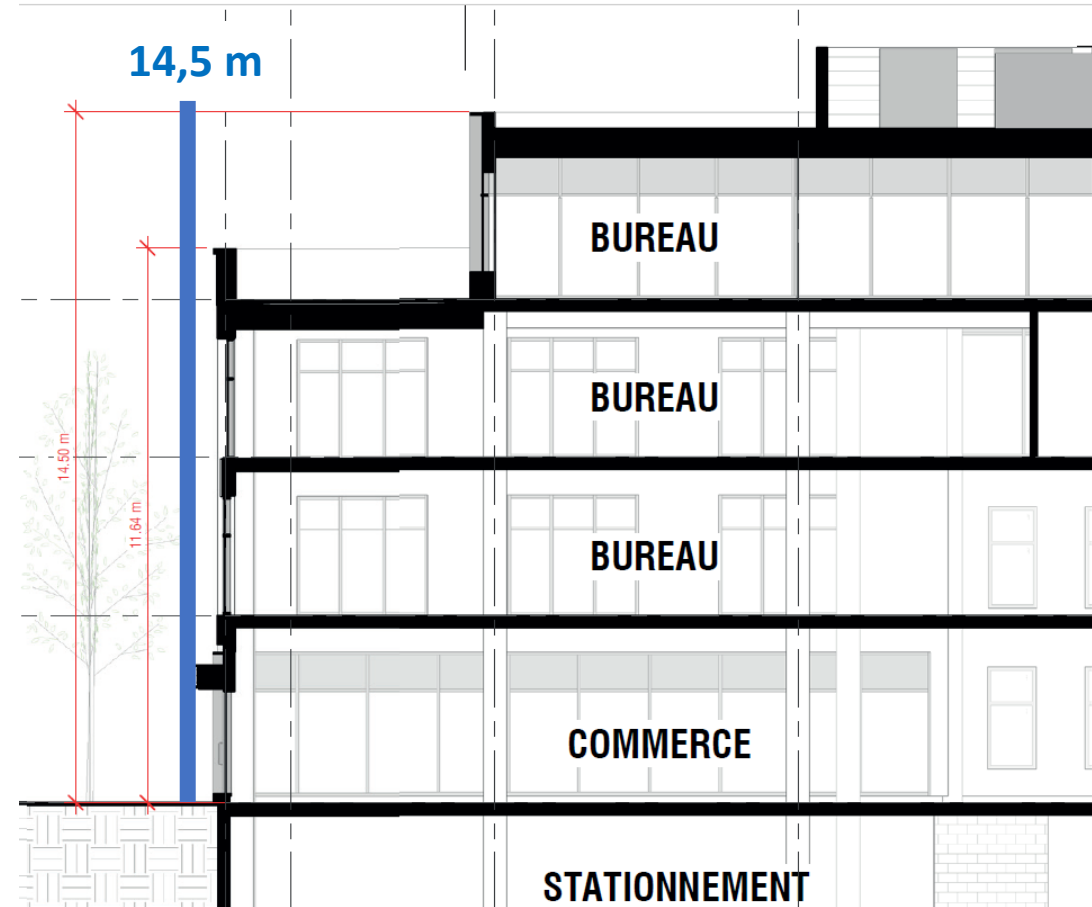 14,5 m
BUREAU
BUREAU
14.50 m
11.64 m
BUREAU
COMMERCE
STATIONNEMENT